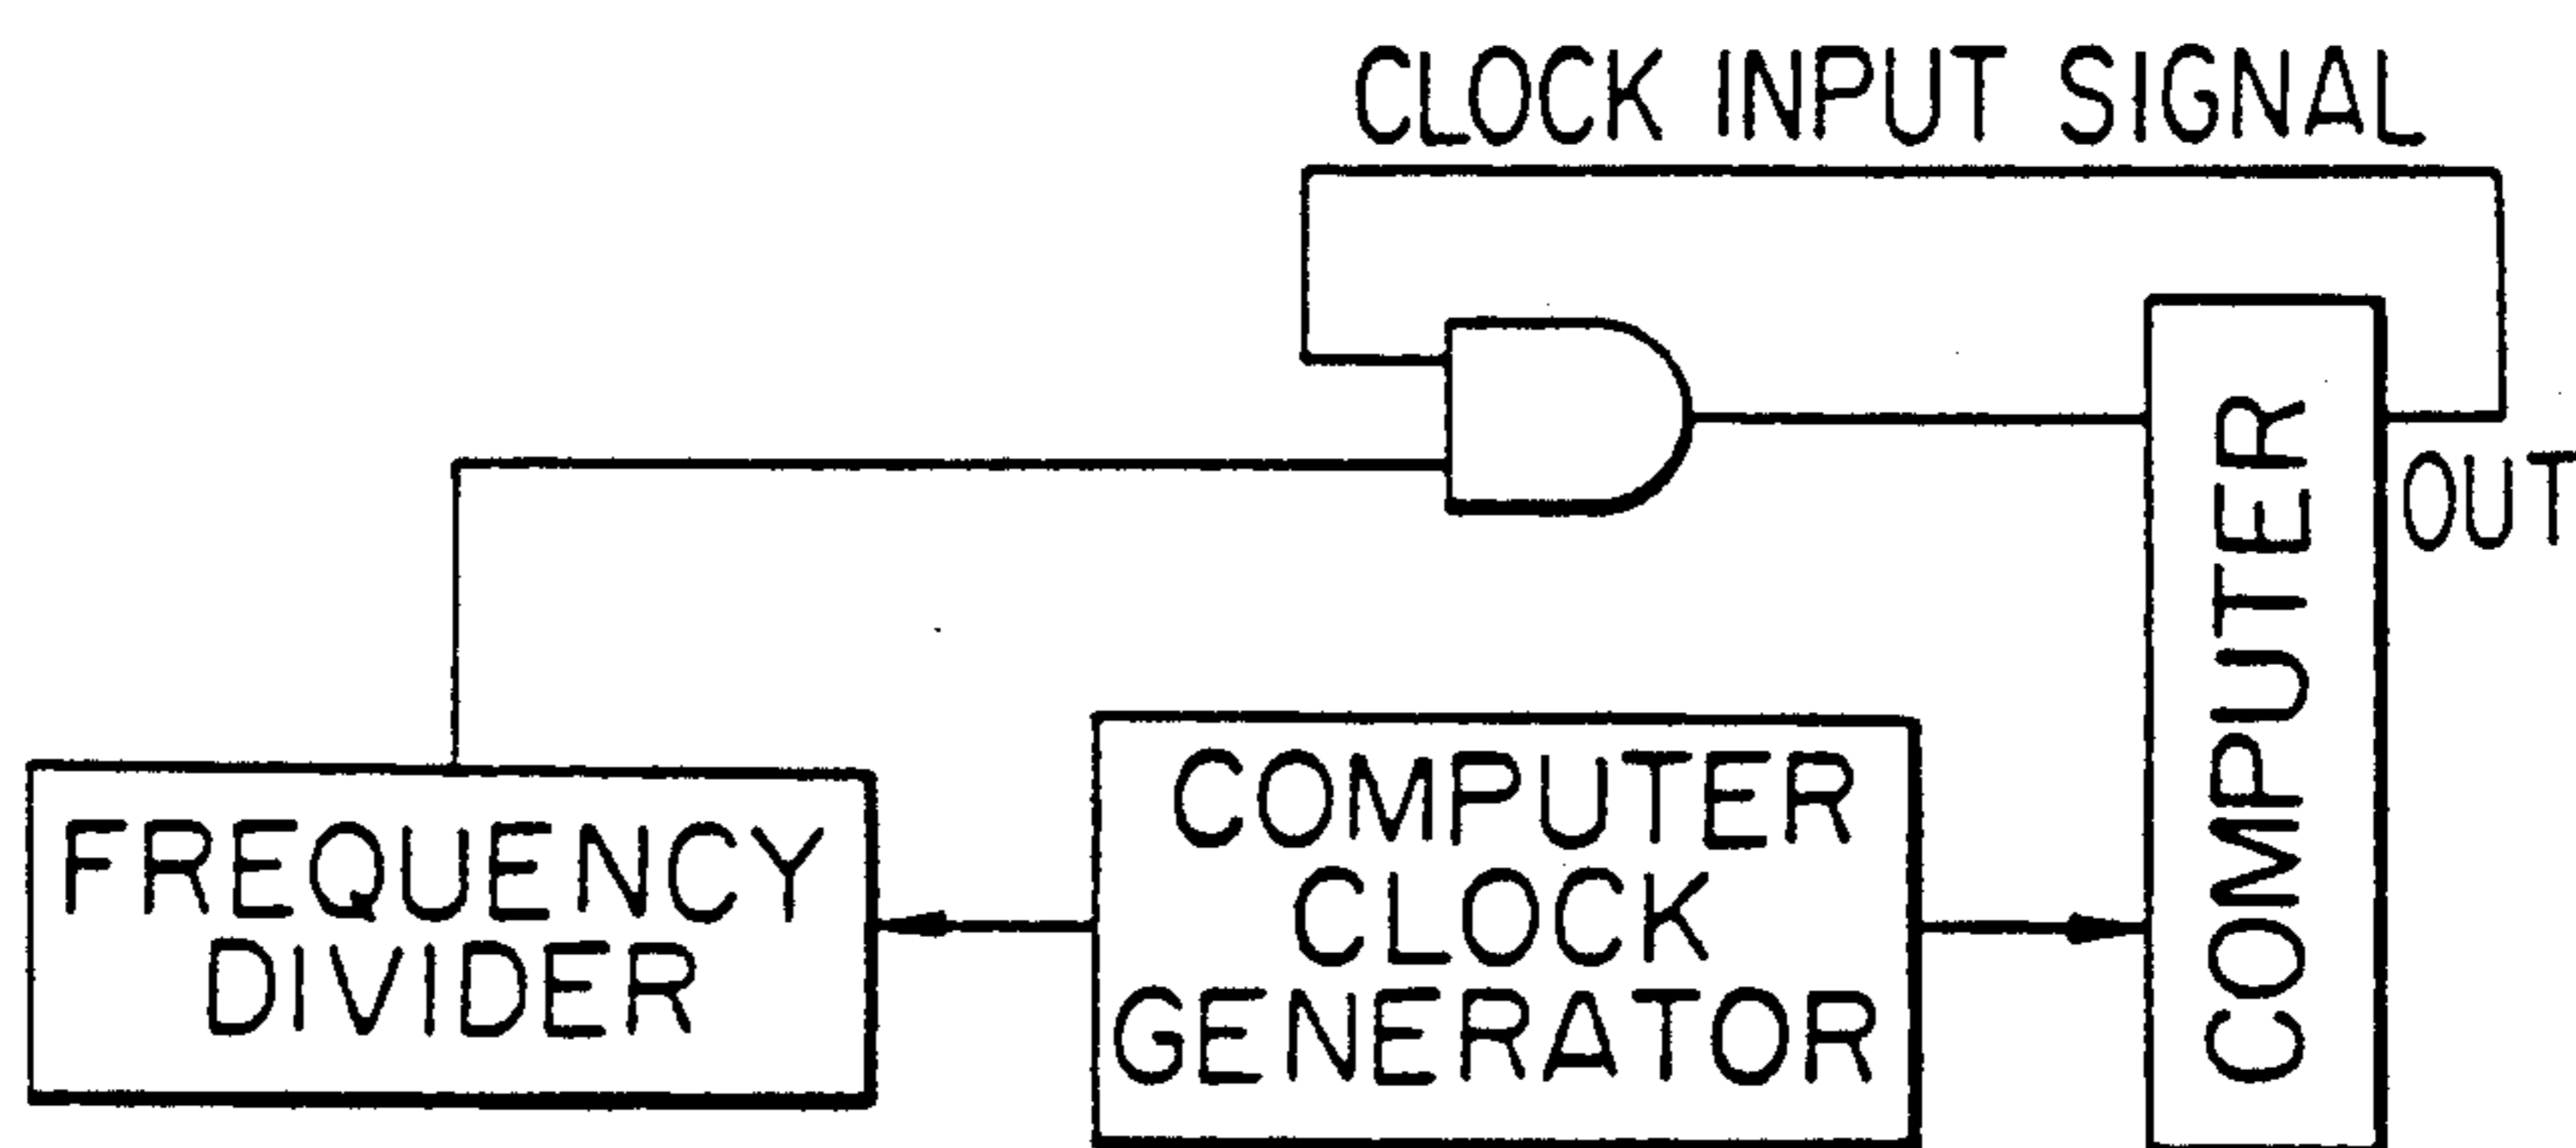 CLOCK INPUT SIGNAL
OUT
COMPUTER
FREQUENCY
DIVIDER
COMPUTER
CLOCK
GENERATOR